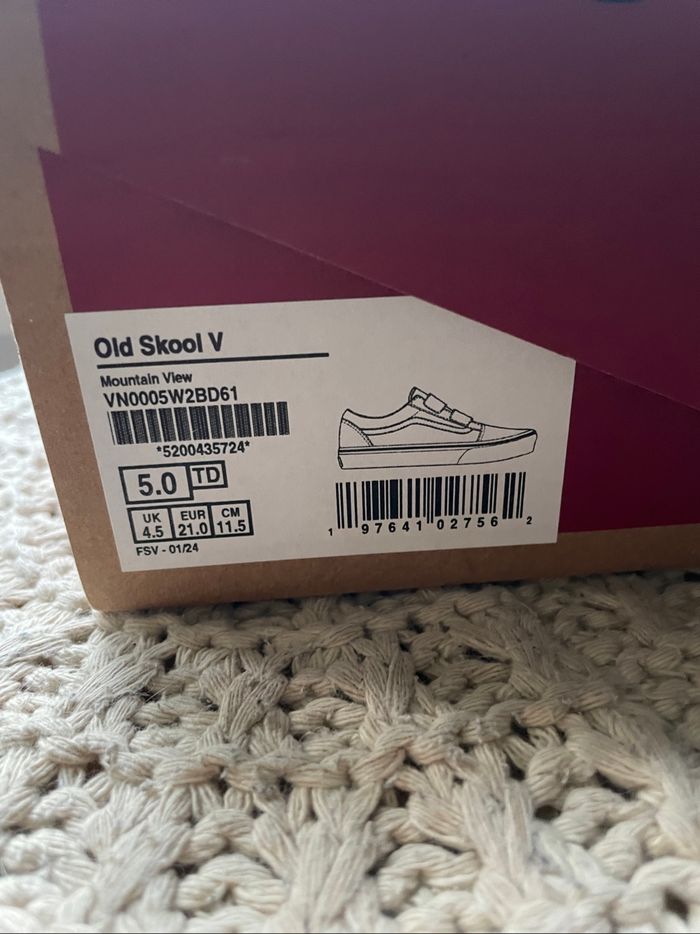 Old Skool V
Mountain View
VN0005W2BD61
*5200435724*
5.0 TD
UK EUR CM
4.5 21.0 11.5
FSV - 01/24
1 97641 02756 2